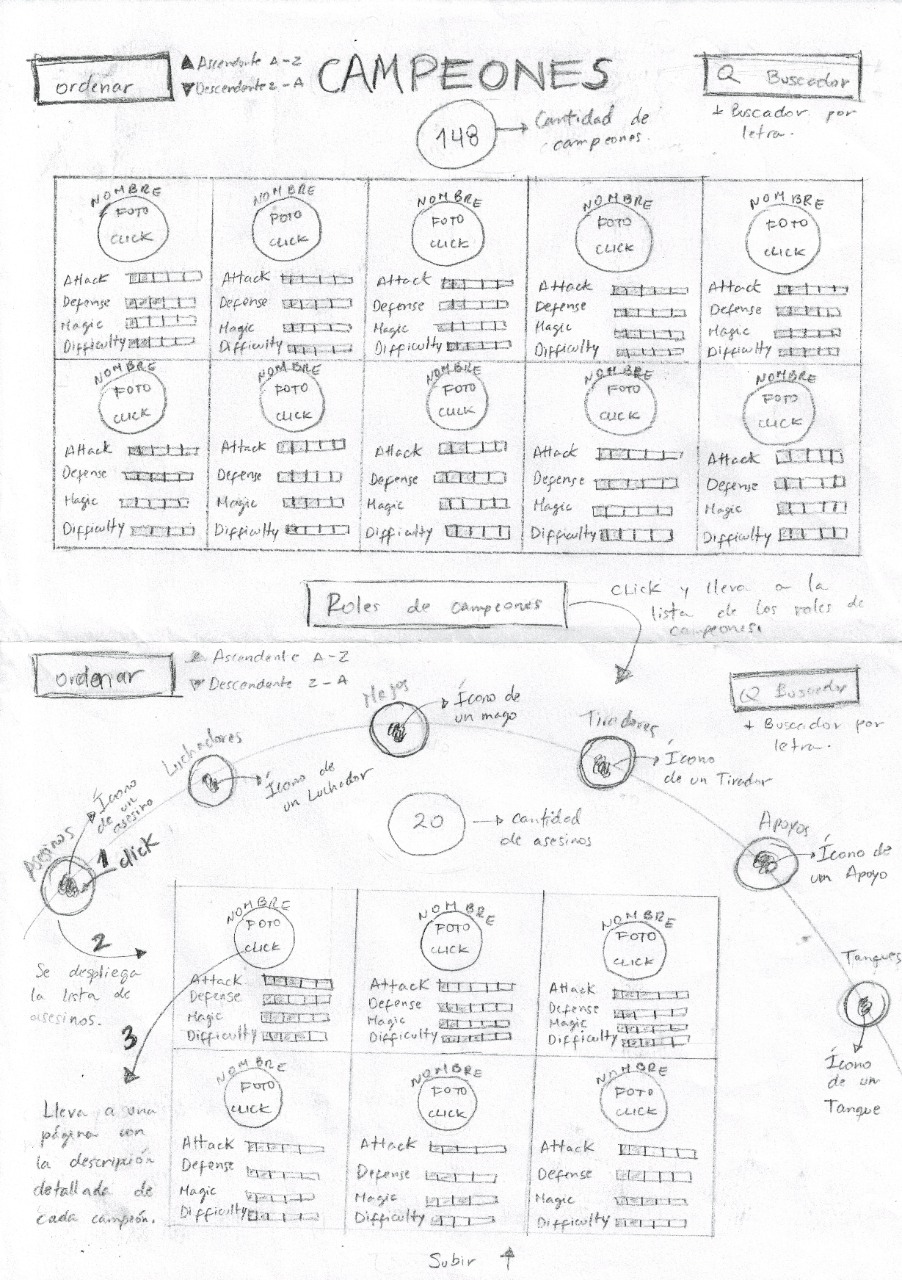 ordenar
▲ Ascendente A - Z
▼ Descendente Z - A
CAMPEONES
Q Buscador
148 → Cantidad de
campeones.
+ Buscador por
letra.
NOMBRE NOMBRE NOMBRE NOMBRE NOMBRE
FOTO FOTO FOTO FOTO FOTO
CLICK CLICK CLICK CLICK CLICK
Attack Attack Attack Attack Attack
Defense Defense Defense Defense Defense
Magic Magic Magic Magic Magic
Difficulty Difficulty Difficulty Difficulty Difficulty
NOMBRE NOMBRE NOMBRE NOMBRE NOMBRE
FOTO FOTO FOTO FOTO FOTO
CLICK CLICK CLICK CLICK CLICK
Attack Attack Attack Attack Attack
Defense Defense Defense Defense Defense
Magic Magic Magic Magic Magic
Difficulty Difficulty Difficulty Difficulty Difficulty
Roles de campeones
click y lleva a la
lista de los roles de
campeones.
ordenar
▲ Ascendente A-Z
▼ Descendente Z-A
Q Buscador
+ Buscador por
letra.
Magos
Ícono de
un mago
Tiradores
Ícono
de un Tirador
Luchadores
Ícono de
un Luchador
Asesinos
Ícono
de un
asesino
1 click
20 → cantidad
de asesinos
Apoyos
Ícono de
un Apoyo
Tanques
Ícono
de un
Tanque
2
Se despliega
la lista de
asesinos.
NOMBRE NOMBRE NOMBRE
FOTO FOTO FOTO
CLICK CLICK CLICK
Attack Attack Attack
Defense Defense Defense
Magic Magic Magic
Difficulty Difficulty Difficulty
3
Lleva a una
página con
la descripción
detallada de
cada campeón.
NOMBRE NOMBRE NOMBRE
FOTO FOTO FOTO
CLICK CLICK CLICK
Attack Attack Attack
Defense Defense Defense
Magic Magic Magic
Difficulty Difficulty Difficulty
Subir ↑